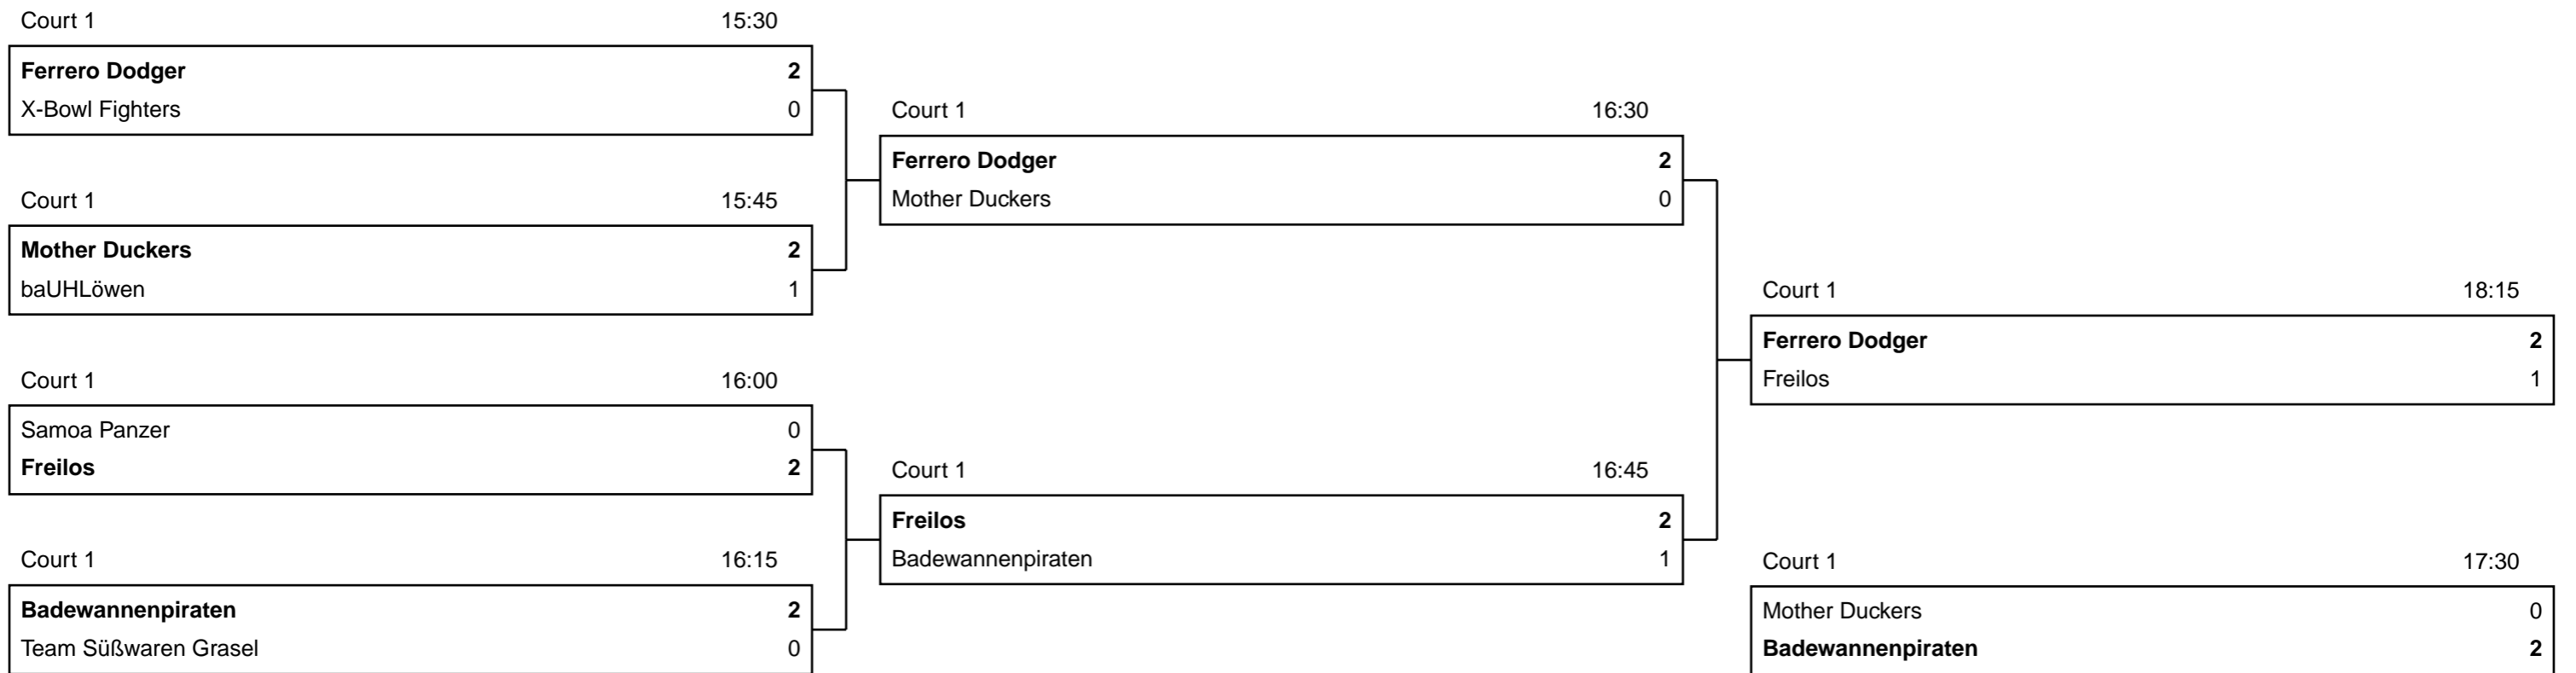 Court 1 15:30
Ferrero Dodger 2
X-Bowl Fighters 0
Court 1 15:45
Mother Duckers 2
baUHLöwen 1
Court 1 16:00
Samoa Panzer 0
Freilos 2
Court 1 16:15
Badewannenpiraten 2
Team Süßwaren Grasel 0
Court 1 16:30
Ferrero Dodger 2
Mother Duckers 0
Court 1 16:45
Freilos 2
Badewannenpiraten 1
Court 1 18:15
Ferrero Dodger 2
Freilos 1
Court 1 17:30
Mother Duckers 0
Badewannenpiraten 2